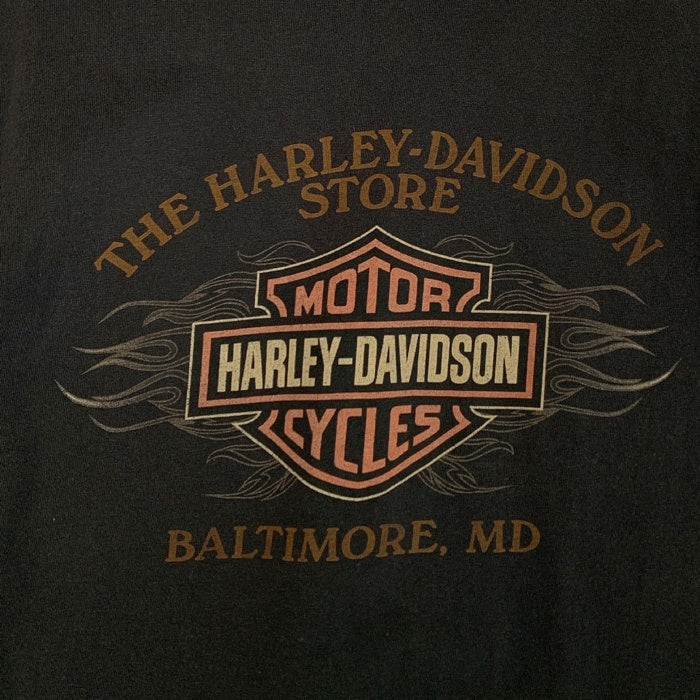 THE HARLEY-DAVIDSON
STORE
MOTOR
HARLEY-DAVIDSON
CYCLES
BALTIMORE, MD